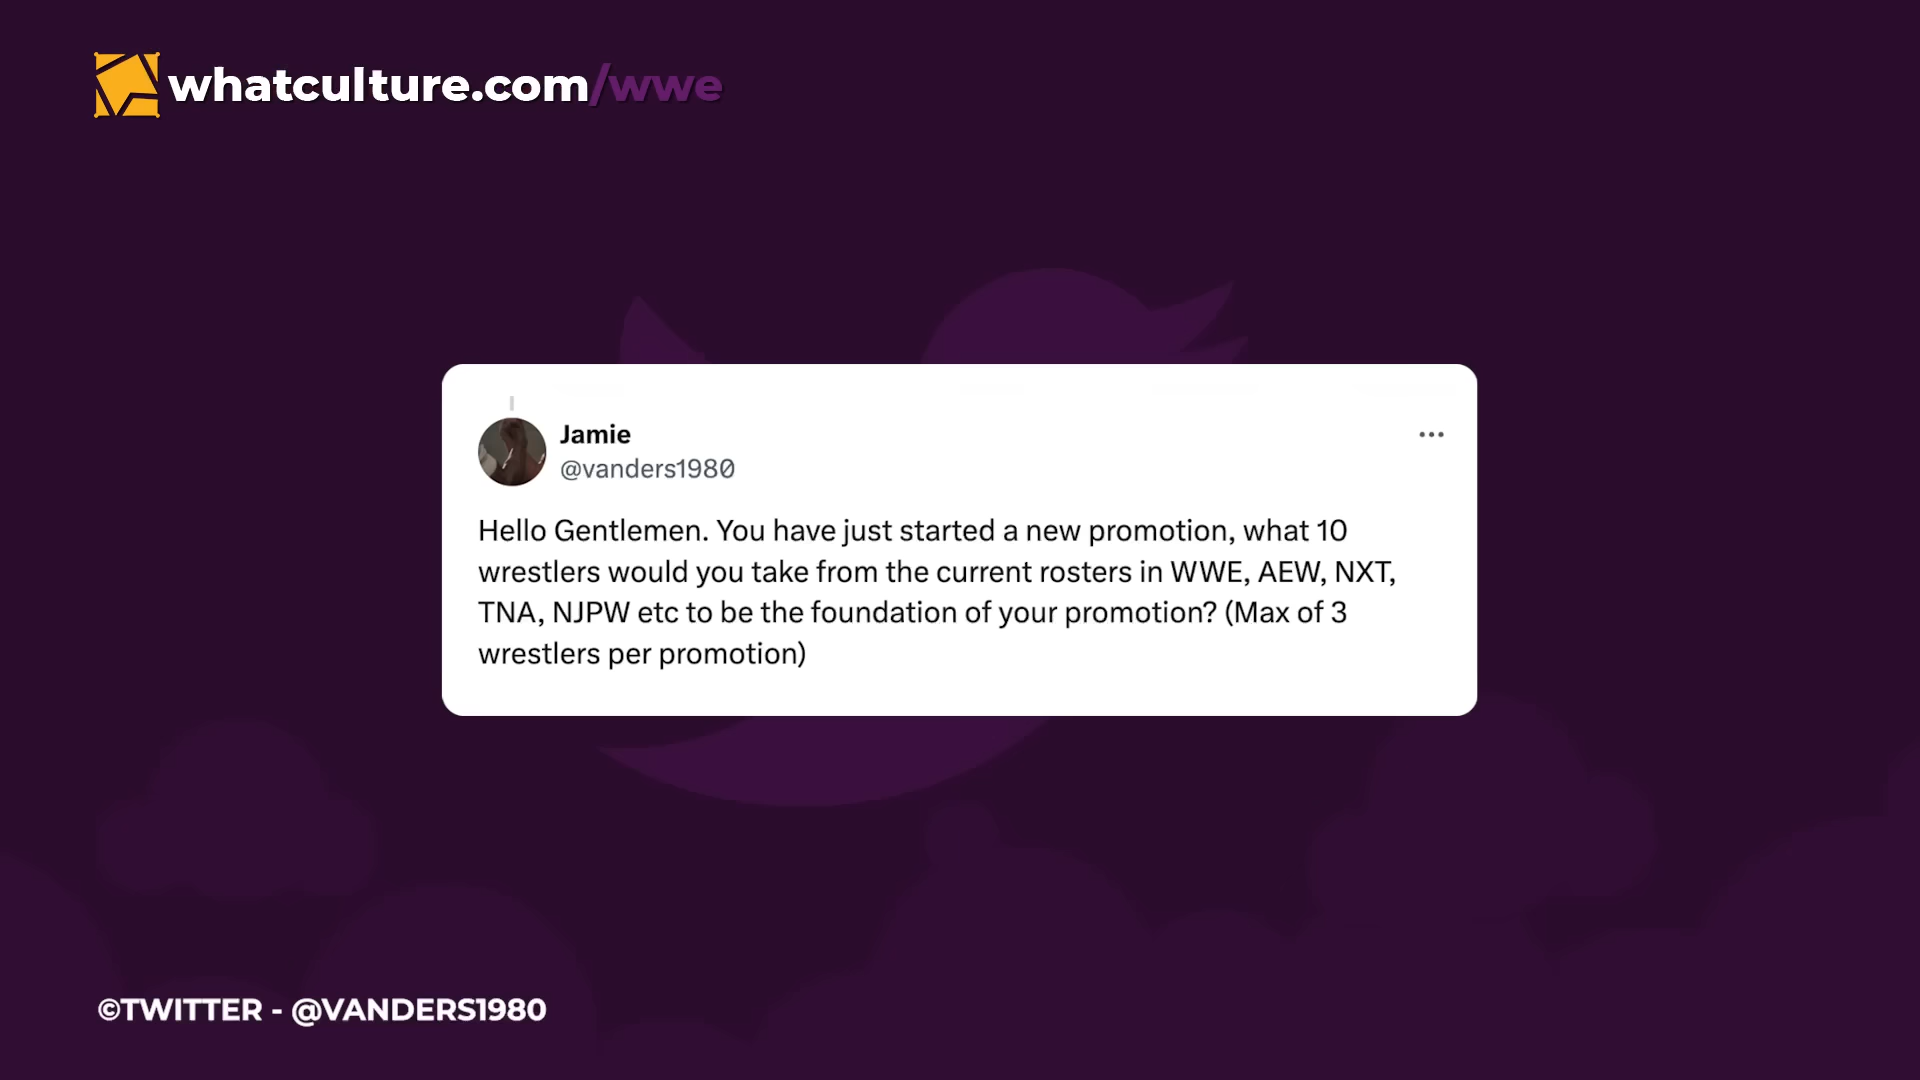 whatculture.com/wwe
Jamie
@vanders1980
Hello Gentlemen. You have just started a new promotion, what 10
wrestlers would you take from the current rosters in WWE, AEW, NXT,
TNA, NJPW etc to be the foundation of your promotion? (Max of 3
wrestlers per promotion)
©TWITTER - @VANDERS1980